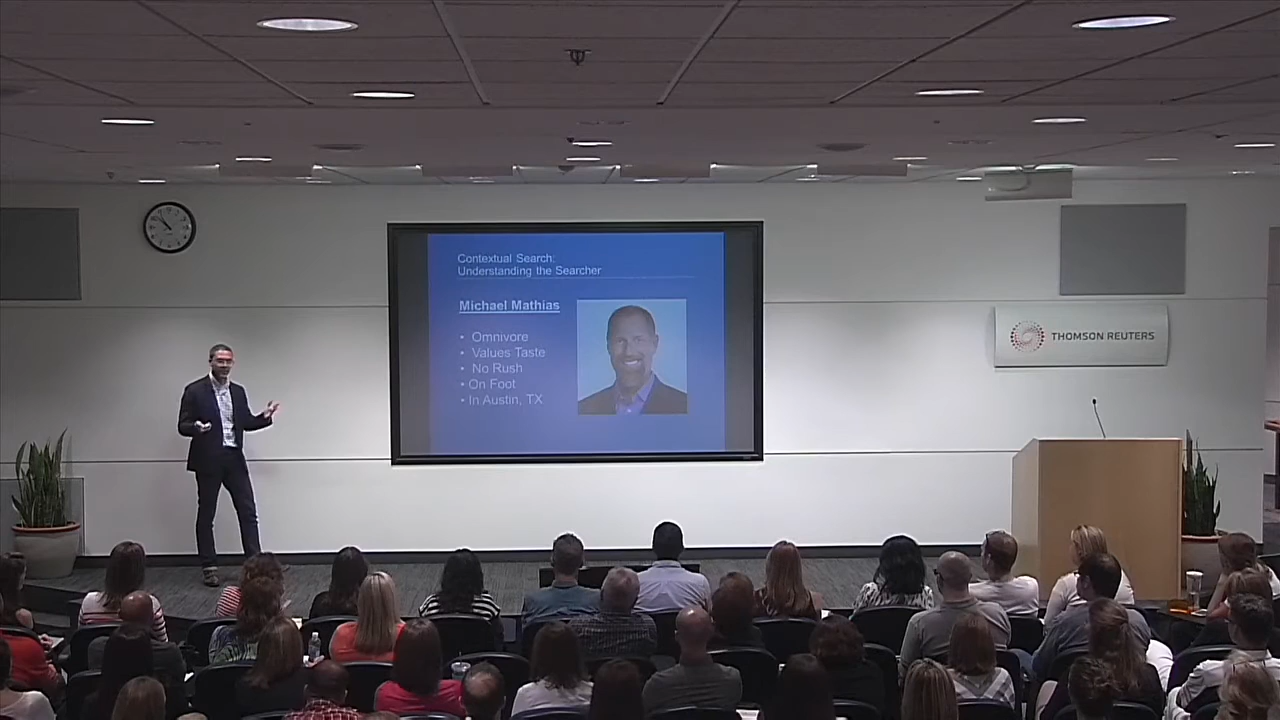 Contextual Search:
Understanding the Searcher
Michael Mathias
• Omnivore
• Values Taste
• No Rush
• On Foot
• In Austin, TX
THOMSON REUTERS